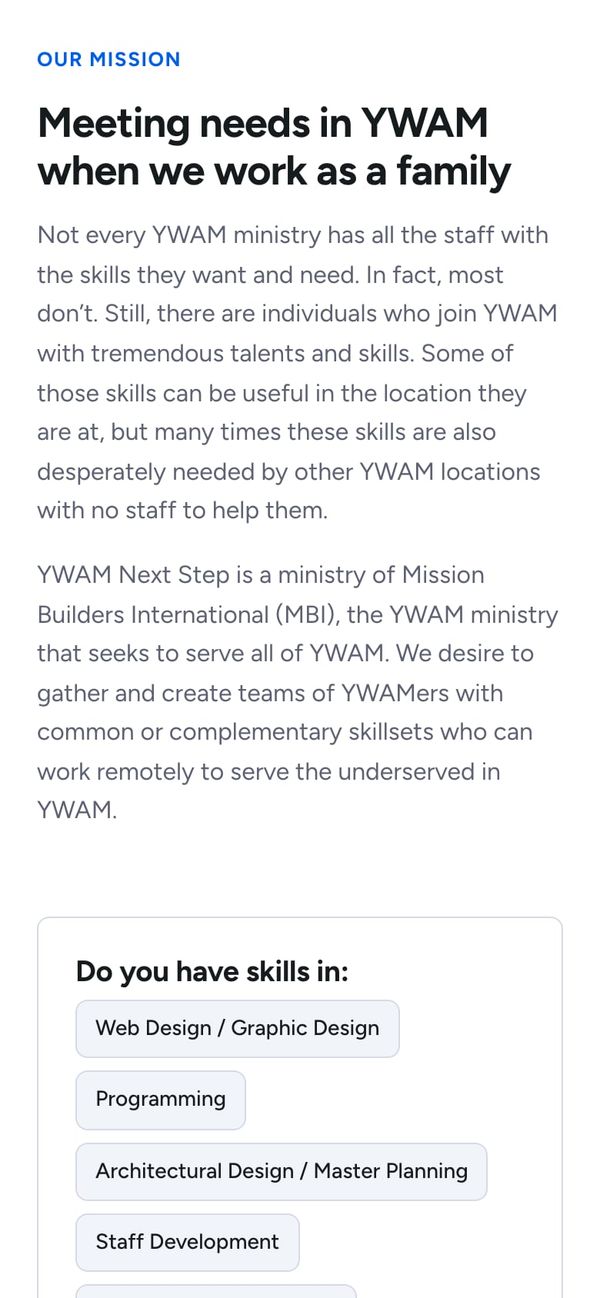 OUR MISSION
Meeting needs in YWAM
when we work as a family
Not every YWAM ministry has all the staff with
the skills they want and need. In fact, most
don’t. Still, there are individuals who join YWAM
with tremendous talents and skills. Some of
those skills can be useful in the location they
are at, but many times these skills are also
desperately needed by other YWAM locations
with no staff to help them.
YWAM Next Step is a ministry of Mission
Builders International (MBI), the YWAM ministry
that seeks to serve all of YWAM. We desire to
gather and create teams of YWAMers with
common or complementary skillsets who can
work remotely to serve the underserved in
YWAM.
Do you have skills in:
Web Design / Graphic Design
Programming
Architectural Design / Master Planning
Staff Development